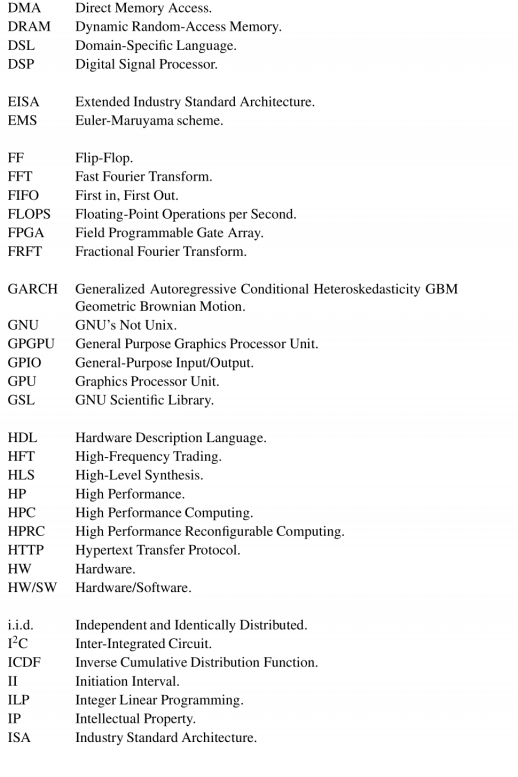 DMA Direct Memory Access.
DRAM Dynamic Random-Access Memory.
DSL Domain-Specific Language.
DSP Digital Signal Processor.
EISA Extended Industry Standard Architecture.
EMS Euler-Maruyama scheme.
FF Flip-Flop.
FFT Fast Fourier Transform.
FIFO First in, First Out.
FLOPS Floating-Point Operations per Second.
FPGA Field Programmable Gate Array.
FRFT Fractional Fourier Transform.
GARCH Generalized Autoregressive Conditional Heteroskedasticity GBM
Geometric Brownian Motion.
GNU GNU's Not Unix.
GPGPU General Purpose Graphics Processor Unit.
GPIO General-Purpose Input/Output.
GPU Graphics Processor Unit.
GSL GNU Scientific Library.
HDL Hardware Description Language.
HFT High-Frequency Trading.
HLS High-Level Synthesis.
HP High Performance.
HPC High Performance Computing.
HPRC High Performance Reconfigurable Computing.
HTTP Hypertext Transfer Protocol.
HW Hardware.
HW/SW Hardware/Software.
i.i.d. Independent and Identically Distributed.
I²C Inter-Integrated Circuit.
ICDF Inverse Cumulative Distribution Function.
II Initiation Interval.
ILP Integer Linear Programming.
IP Intellectual Property.
ISA Industry Standard Architecture.